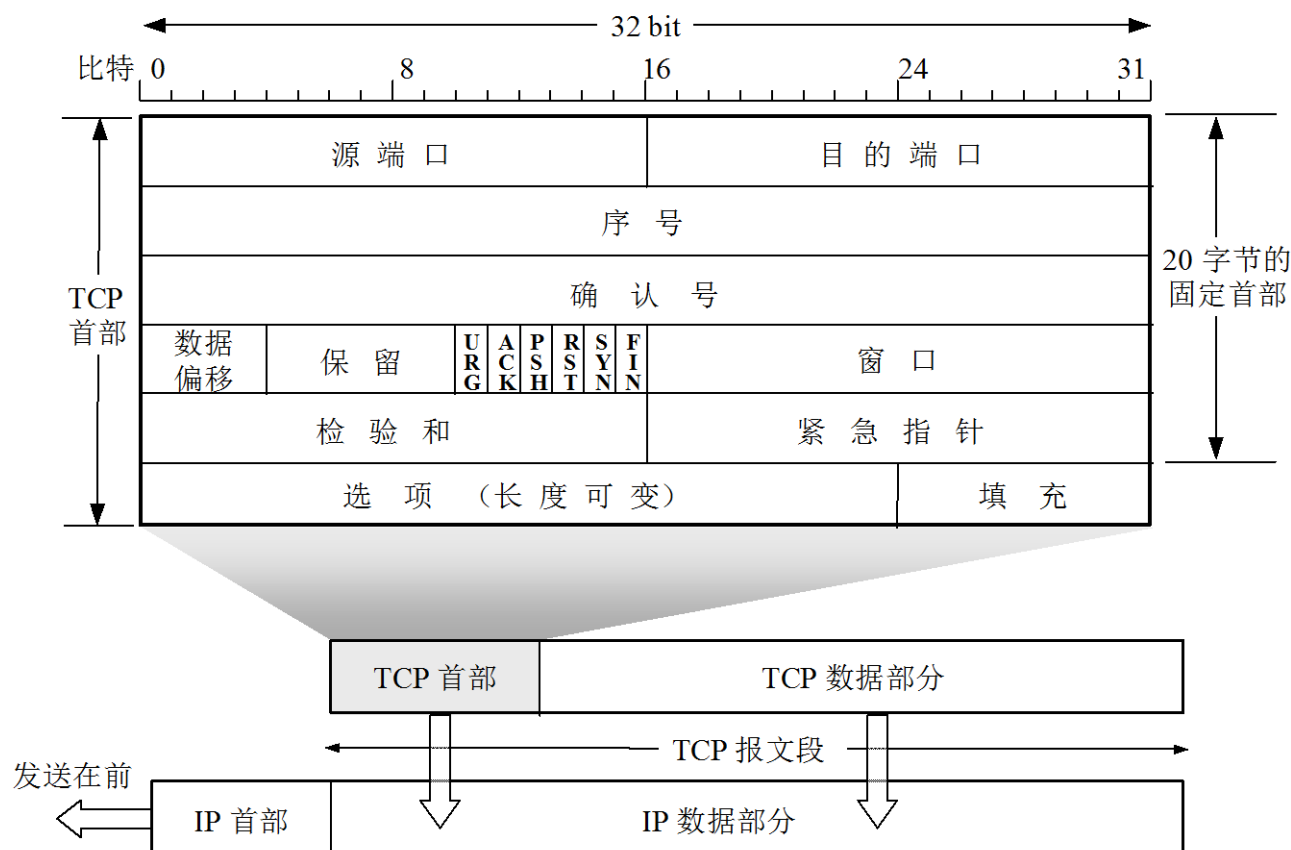 32 bit
比特 0 8 16 24 31
源端口 目的端口
序号
确认号
TCP
首部
20 字节的
固定首部
数据
偏移
保留
URG
ACK
PSH
RST
SYN
FIN
窗口
检验和 紧急指针
选项（长度可变） 填充
TCP 首部 TCP 数据部分
TCP 报文段
发送在前
IP 首部 IP 数据部分